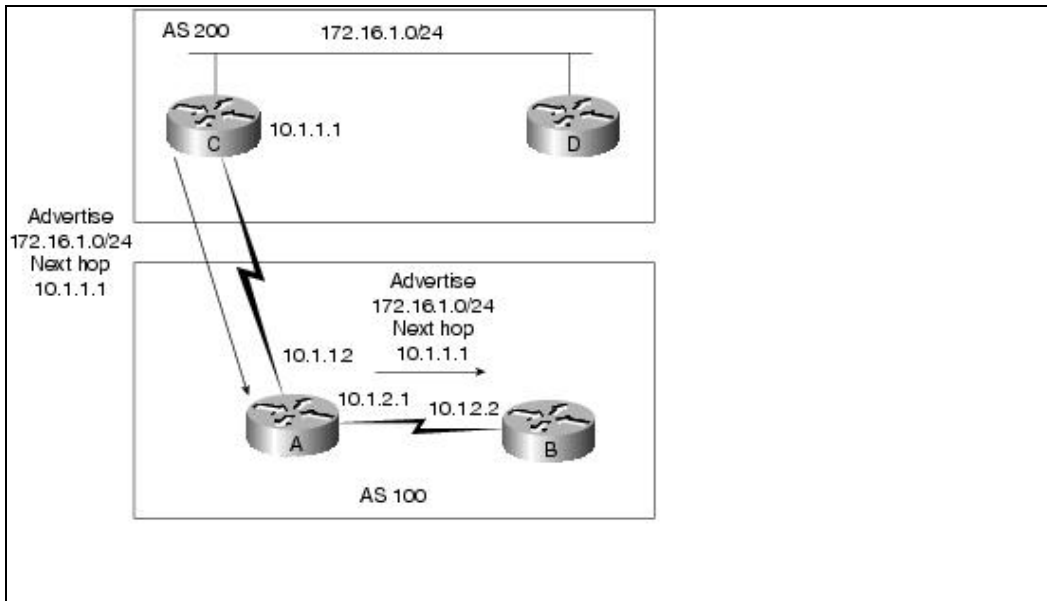 AS 200
172.16.1.0/24
10.1.1.1
C
D
Advertise
172.16.1.0/24
Next hop
10.1.1.1
Advertise
172.16.1.0/24
Next hop
10.1.1.1
10.1.12
10.1.2.1
10.12.2
A
B
AS 100